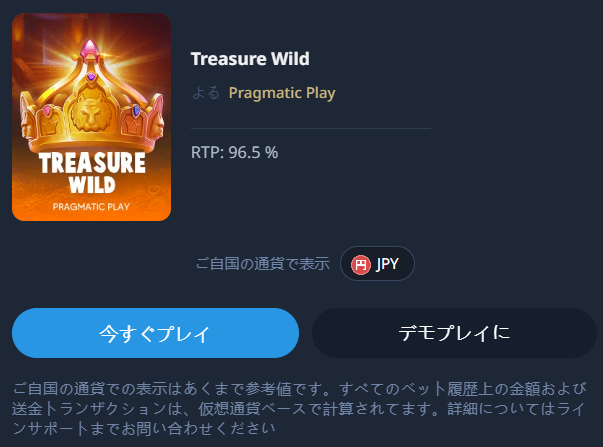 TREASURE
WILD
PRAGMATIC PLAY
Treasure Wild
よる Pragmatic Play
RTP: 96.5 %
ご自国の通貨で表示 円 JPY
今すぐプレイ
デモプレイに
ご自国の通貨での表示はあくまで参考値です。すべてのベット履歴上の金額および
送金トランザクションは、仮想通貨ベースで計算されてます。詳細についてはライ
ンサポートまでお問い合わせください